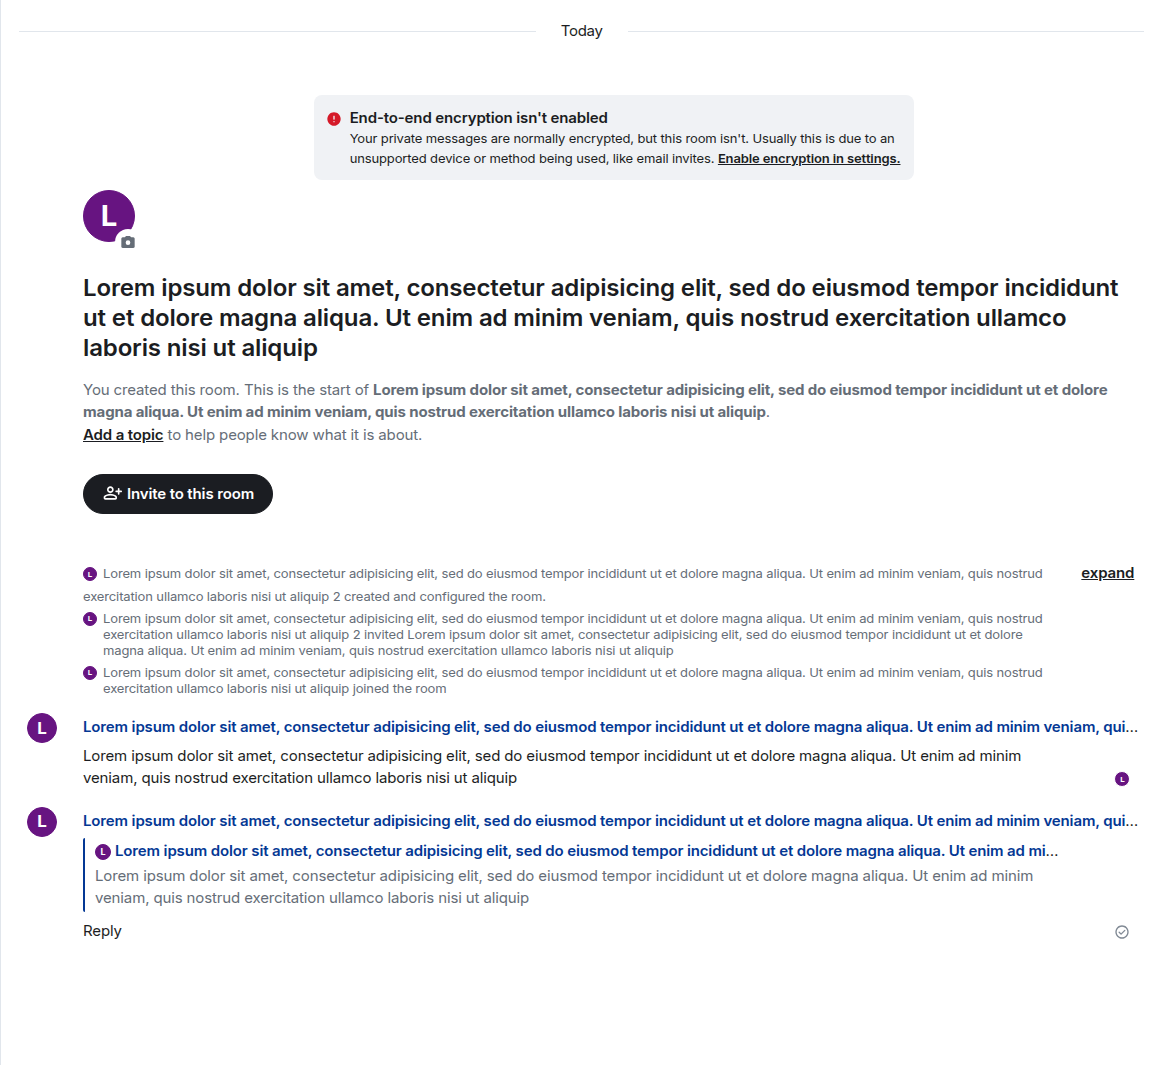 Today
End-to-end encryption isn't enabled
Your private messages are normally encrypted, but this room isn't. Usually this is due to an
unsupported device or method being used, like email invites. Enable encryption in settings.
L
Lorem ipsum dolor sit amet, consectetur adipisicing elit, sed do eiusmod tempor incididunt
ut et dolore magna aliqua. Ut enim ad minim veniam, quis nostrud exercitation ullamco
laboris nisi ut aliquip
You created this room. This is the start of Lorem ipsum dolor sit amet, consectetur adipisicing elit, sed do eiusmod tempor incididunt ut et dolore
magna aliqua. Ut enim ad minim veniam, quis nostrud exercitation ullamco laboris nisi ut aliquip.
Add a topic to help people know what it is about.
Invite to this room
L Lorem ipsum dolor sit amet, consectetur adipisicing elit, sed do eiusmod tempor incididunt ut et dolore magna aliqua. Ut enim ad minim veniam, quis nostrud expand
exercitation ullamco laboris nisi ut aliquip 2 created and configured the room.
L Lorem ipsum dolor sit amet, consectetur adipisicing elit, sed do eiusmod tempor incididunt ut et dolore magna aliqua. Ut enim ad minim veniam, quis nostrud
exercitation ullamco laboris nisi ut aliquip 2 invited Lorem ipsum dolor sit amet, consectetur adipisicing elit, sed do eiusmod tempor incididunt ut et dolore
magna aliqua. Ut enim ad minim veniam, quis nostrud exercitation ullamco laboris nisi ut aliquip
L Lorem ipsum dolor sit amet, consectetur adipisicing elit, sed do eiusmod tempor incididunt ut et dolore magna aliqua. Ut enim ad minim veniam, quis nostrud
exercitation ullamco laboris nisi ut aliquip joined the room
L Lorem ipsum dolor sit amet, consectetur adipisicing elit, sed do eiusmod tempor incididunt ut et dolore magna aliqua. Ut enim ad minim veniam, qui...
Lorem ipsum dolor sit amet, consectetur adipisicing elit, sed do eiusmod tempor incididunt ut et dolore magna aliqua. Ut enim ad minim
veniam, quis nostrud exercitation ullamco laboris nisi ut aliquip L
L Lorem ipsum dolor sit amet, consectetur adipisicing elit, sed do eiusmod tempor incididunt ut et dolore magna aliqua. Ut enim ad minim veniam, qui...
L Lorem ipsum dolor sit amet, consectetur adipisicing elit, sed do eiusmod tempor incididunt ut et dolore magna aliqua. Ut enim ad mi...
Lorem ipsum dolor sit amet, consectetur adipisicing elit, sed do eiusmod tempor incididunt ut et dolore magna aliqua. Ut enim ad minim
veniam, quis nostrud exercitation ullamco laboris nisi ut aliquip
Reply